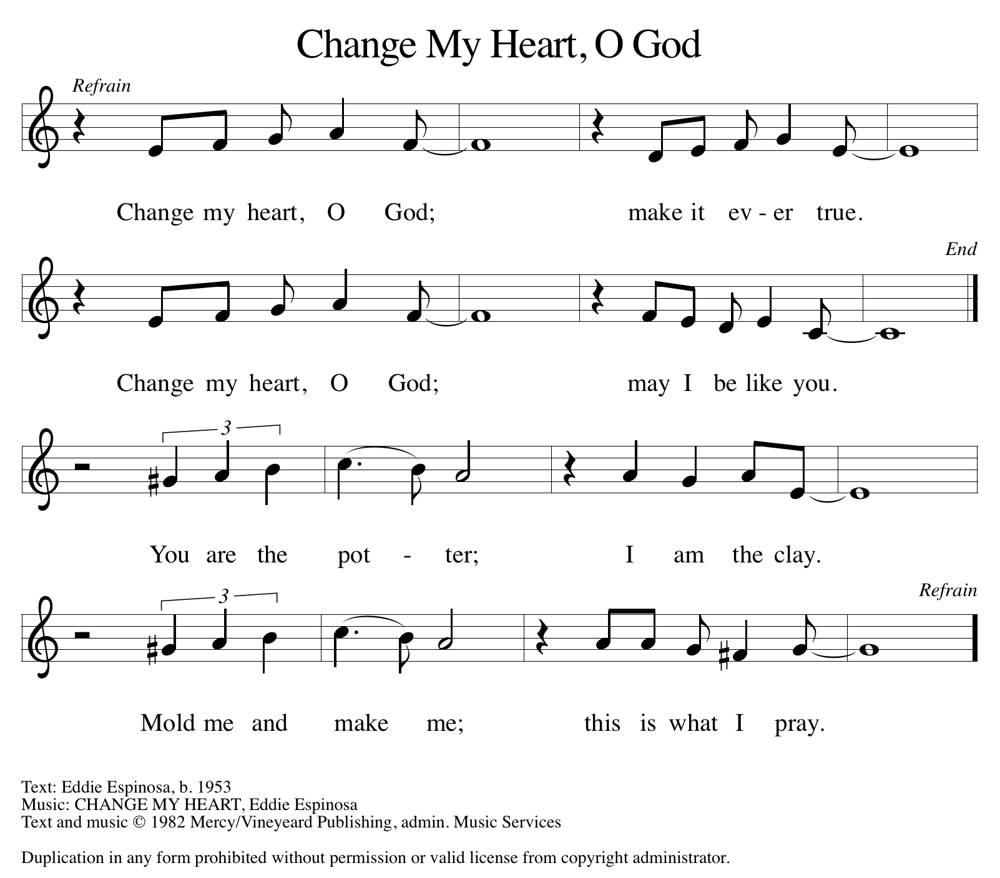 Change My Heart, O God
Refrain
Change my heart, O God; make it ev - er true.
End
Change my heart, O God; may I be like you.
3
You are the pot - ter; I am the clay.
3
Refrain
Mold me and make me; this is what I pray.
Text: Eddie Espinosa, b. 1953
Music: CHANGE MY HEART, Eddie Espinosa
Text and music © 1982 Mercy/Vineyeard Publishing, admin. Music Services
Duplication in any form prohibited without permission or valid license from copyright administrator.